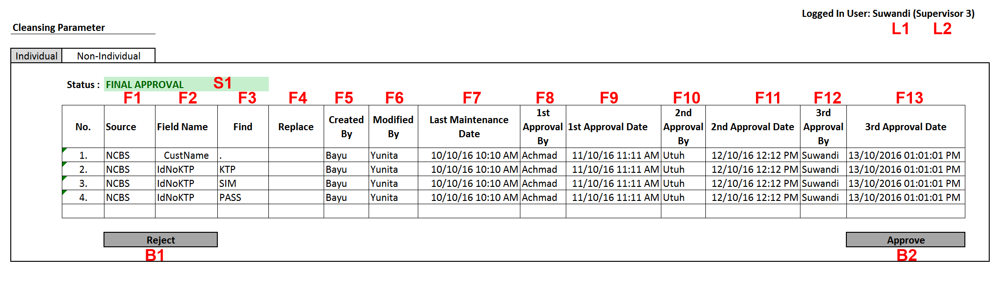 Logged In User: Suwandi (Supervisor 3)
L1 L2
Cleansing Parameter
Individual Non-Individual
Status : FINAL APPROVAL S1
F1 F2 F3 F4 F5 F6 F7 F8 F9 F10 F11 F12 F13
No. Source Field Name Find Replace Created By Modified By Last Maintenance Date 1st Approval By 1st Approval Date 2nd Approval By 2nd Approval Date 3rd Approval By 3rd Approval Date
1. NCBS CustName . Bayu Yunita 10/10/16 10:10 AM Achmad 11/10/16 11:11 AM Utuh 12/10/16 12:12 PM Suwandi 13/10/2016 01:01:01 PM
2. NCBS IdNoKTP KTP Bayu Yunita 10/10/16 10:10 AM Achmad 11/10/16 11:11 AM Utuh 12/10/16 12:12 PM Suwandi 13/10/2016 01:01:01 PM
3. NCBS IdNoKTP SIM Bayu Yunita 10/10/16 10:10 AM Achmad 11/10/16 11:11 AM Utuh 12/10/16 12:12 PM Suwandi 13/10/2016 01:01:01 PM
4. NCBS IdNoKTP PASS Bayu Yunita 10/10/16 10:10 AM Achmad 11/10/16 11:11 AM Utuh 12/10/16 12:12 PM Suwandi 13/10/2016 01:01:01 PM
Reject Approve
B1 B2